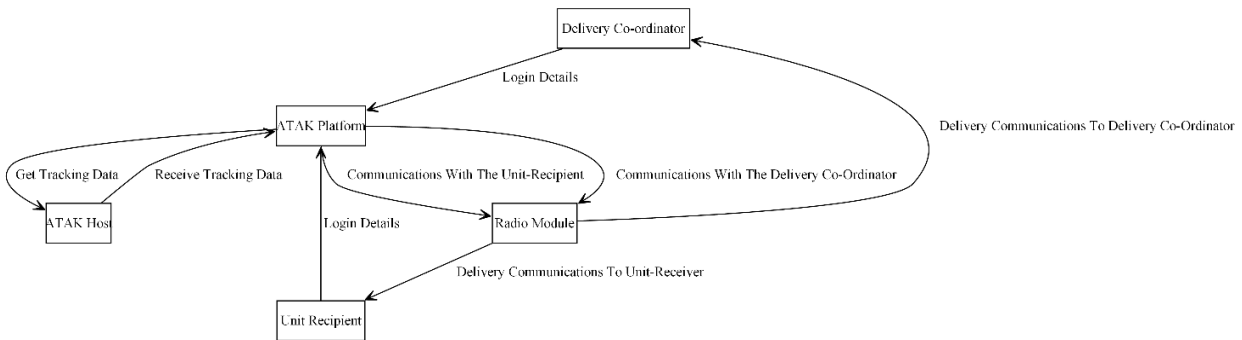 Delivery Co-ordinator
Login Details
ATAK Platform
Delivery Communications To Delivery Co-Ordinator
Get Tracking Data
Receive Tracking Data
Communications With The Unit-Recipient
Communications With The Delivery Co-Ordinator
ATAK Host
Login Details
Radio Module
Delivery Communications To Unit-Receiver
Unit Recipient